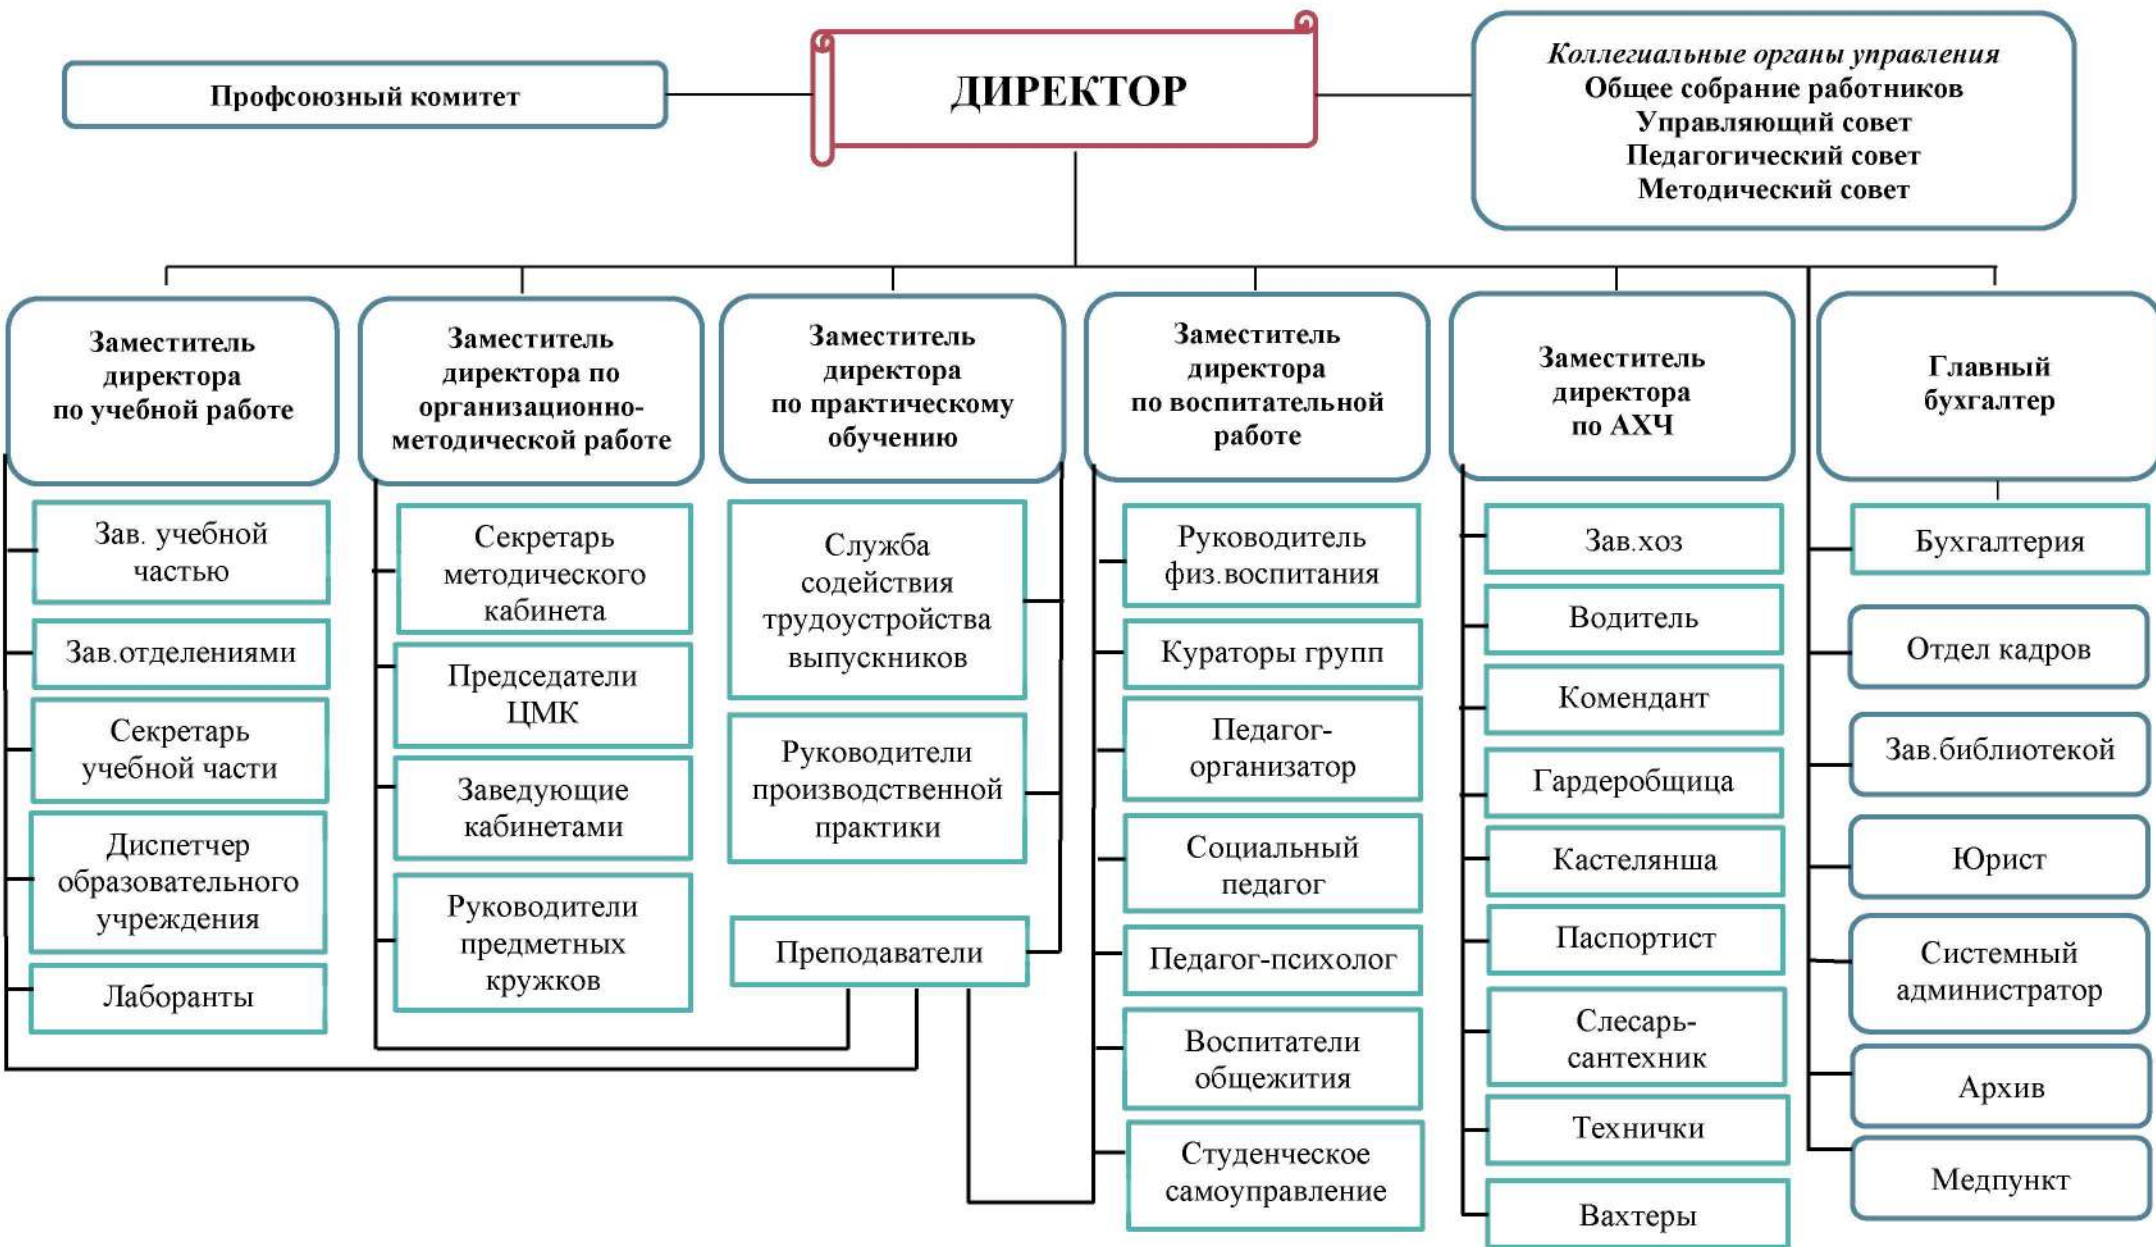 Профсоюзный комитет
ДИРЕКТОР
Коллегиальные органы управления
Общее собрание работников
Управляющий совет
Педагогический совет
Методический совет
Заместитель
директора
по учебной работе
Зав. учебной
частью
Зав.отделениями
Секретарь
учебной части
Диспетчер
образовательного
учреждения
Лаборанты
Заместитель
директора по
организационно-
методической работе
Секретарь
методического
кабинета
Председатели
ЦМК
Заведующие
кабинетами
Руководители
предметных
кружков
Заместитель
директора
по практическому
обучению
Служба
содействия
трудоустройства
выпускников
Руководители
производственной
практики
Преподаватели
Заместитель
директора
по воспитательной
работе
Руководитель
физ.воспитания
Кураторы групп
Педагог-
организатор
Социальный
педагог
Педагог-психолог
Воспитатели
общежития
Студенческое
самоуправление
Заместитель
директора
по АХЧ
Зав.хоз
Водитель
Комендант
Гардеробщица
Кастелянша
Паспортист
Слесарь-
сантехник
Технички
Вахтеры
Главный
бухгалтер
Бухгалтерия
Отдел кадров
Зав.библиотекой
Юрист
Системный
администратор
Архив
Медпункт